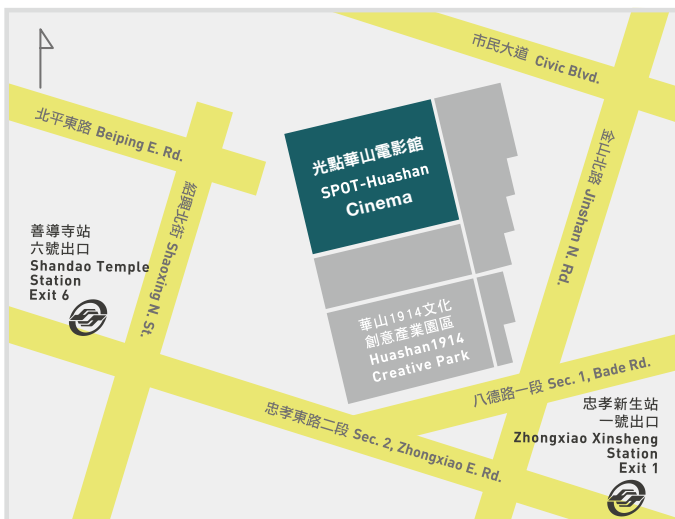 市民大道 Civic Blvd.
北平東路 Beiping E. Rd.
光點華山電影館
SPOT-Huashan
Cinema
金山北路 Jinshan N. Rd.
紹興北街 Shaoxing N. St.
善導寺站
六號出口
Shandao Temple
Station
Exit 6
華山1914文化
創意產業園區
Huashan1914
Creative Park
八德路一段 Sec. 1, Bade Rd.
忠孝東路二段 Sec. 2, Zhongxiao E. Rd.
忠孝新生站
一號出口
Zhongxiao Xinsheng
Station
Exit 1